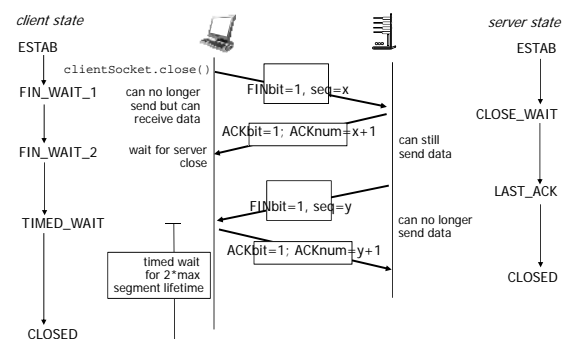 client state
server state
ESTAB
ESTAB
clientSocket.close()
FIN_WAIT_1
can no longer
send but can
receive data
FINbit=1, seq=x
CLOSE_WAIT
ACKbit=1; ACKnum=x+1
FIN_WAIT_2
wait for server
close
can still
send data
LAST_ACK
FINbit=1, seq=y
TIMED_WAIT
can no longer
send data
ACKbit=1; ACKnum=y+1
timed wait
for 2*max
segment lifetime
CLOSED
CLOSED